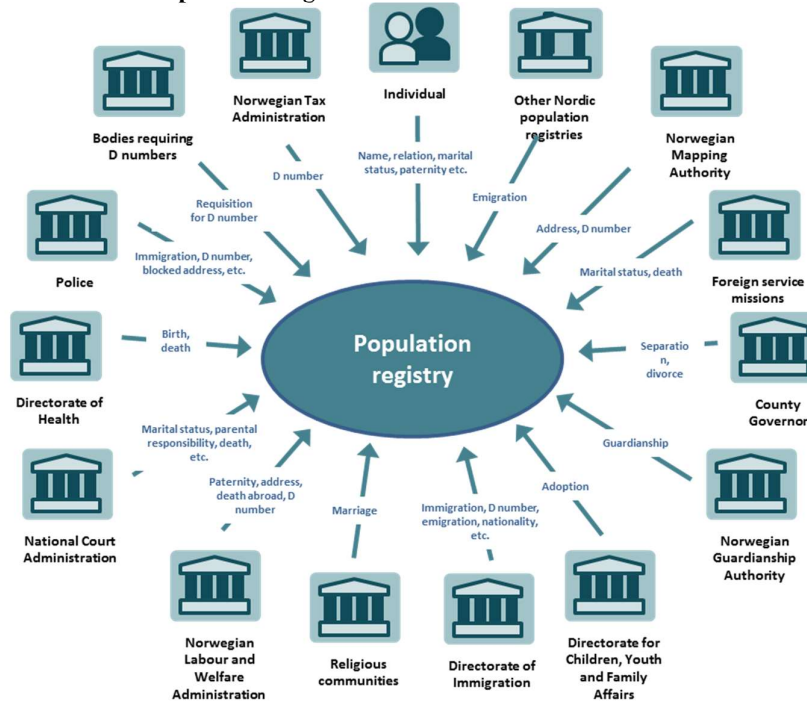 Individual
Norwegian Tax
Administration
Other Nordic
population
registries
Bodies requiring
D numbers
Norwegian
Mapping
Authority
Name, relation, marital
status, paternity etc.
D number
Emigration
Requisition
for D number
Address, D number
Police
Immigration, D number,
blocked address, etc.
Marital status, death
Foreign service
missions
Birth,
death
Population
registry
Separatio
n,
divorce
Directorate of
Health
County
Governor
Marital status, parental
responsibility, death,
etc.
Guardianship
Paternity, address,
death abroad, D
number
Marriage
Immigration, D number,
emigration, nationality,
etc.
Adoption
National Court
Administration
Norwegian
Guardianship
Authority
Norwegian
Labour and
Welfare
Administration
Religious
communities
Directorate of
Immigration
Directorate for
Children, Youth
and Family
Affairs